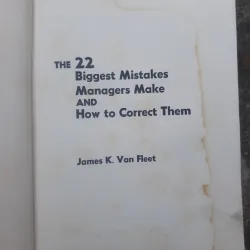 THE 22
Biggest Mistakes
Managers Make
AND
How to Correct Them
James K. Van Fleet